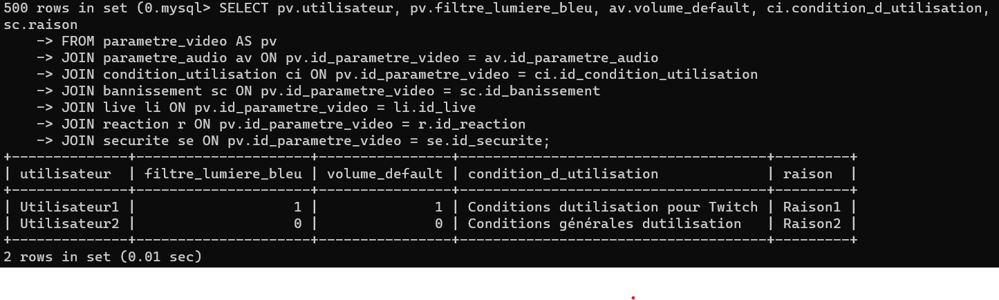 500 rows in set (0.mysql> SELECT pv.utilisateur, pv.filtre_lumiere_bleu, av.volume_default, ci.condition_d_utilisation,
sc.raison
    -> FROM parametre_video AS pv
    -> JOIN parametre_audio av ON pv.id_parametre_video = av.id_parametre_audio
    -> JOIN condition_utilisation ci ON pv.id_parametre_video = ci.id_condition_utilisation
    -> JOIN bannissement sc ON pv.id_parametre_video = sc.id_banissement
    -> JOIN live li ON pv.id_parametre_video = li.id_live
    -> JOIN reaction r ON pv.id_parametre_video = r.id_reaction
    -> JOIN securite se ON pv.id_parametre_video = se.id_securite;
+--------------+---------------------+----------------+-------------------------------------+---------+
| utilisateur  | filtre_lumiere_bleu | volume_default | condition_d_utilisation             | raison  |
+--------------+---------------------+----------------+-------------------------------------+---------+
| Utilisateur1 |                   1 |              1 | Conditions dutilisation pour Twitch | Raison1 |
| Utilisateur2 |                   0 |              0 | Conditions générales dutilisation   | Raison2 |
+--------------+---------------------+----------------+-------------------------------------+---------+
2 rows in set (0.01 sec)